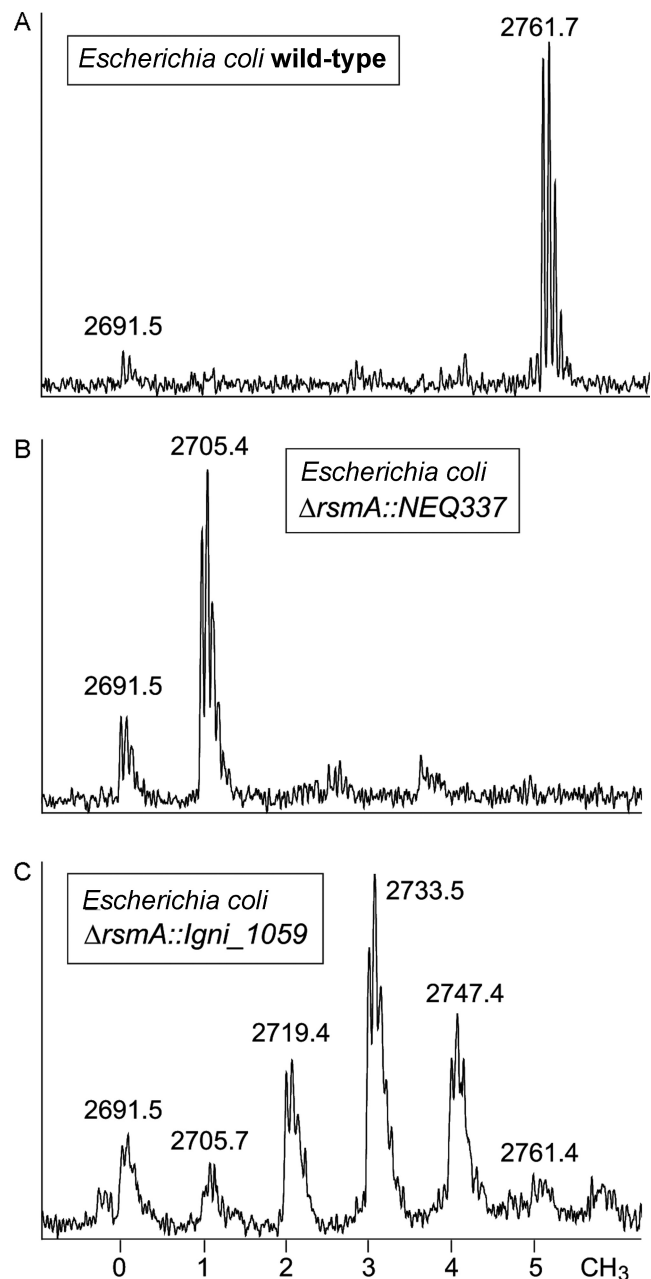 A
Escherichia coli wild-type
2761.7
2691.5
B
2705.4
Escherichia coli
ΔrsmA::NEQ337
2691.5
C
Escherichia coli
ΔrsmA::Igni_1059
2733.5
2747.4
2719.4
2691.5
2705.7
2761.4
0 1 2 3 4 5 CH3